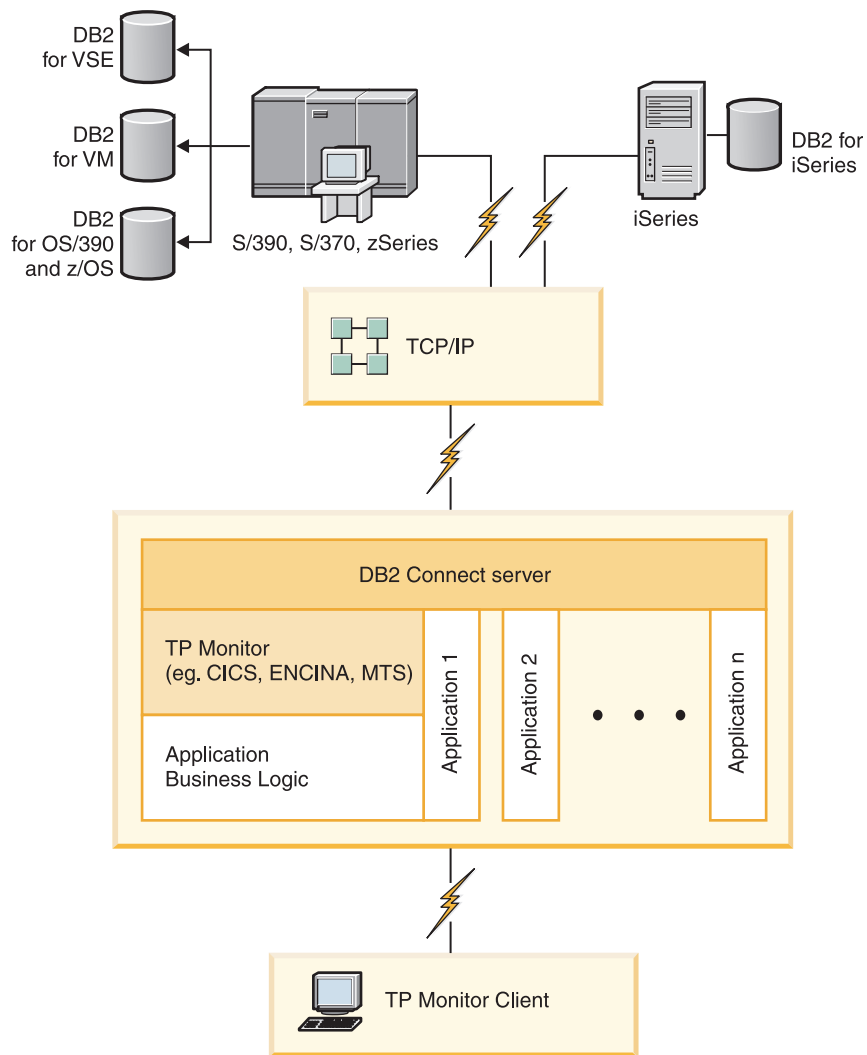 DB2
for VSE
DB2
for VM
DB2
for OS/390
and z/OS
S/390, S/370, zSeries
iSeries
DB2 for
iSeries
TCP/IP
DB2 Connect server
TP Monitor
(eg. CICS, ENCINA, MTS)
Application
Business Logic
Application 1
Application 2
Application n
TP Monitor Client